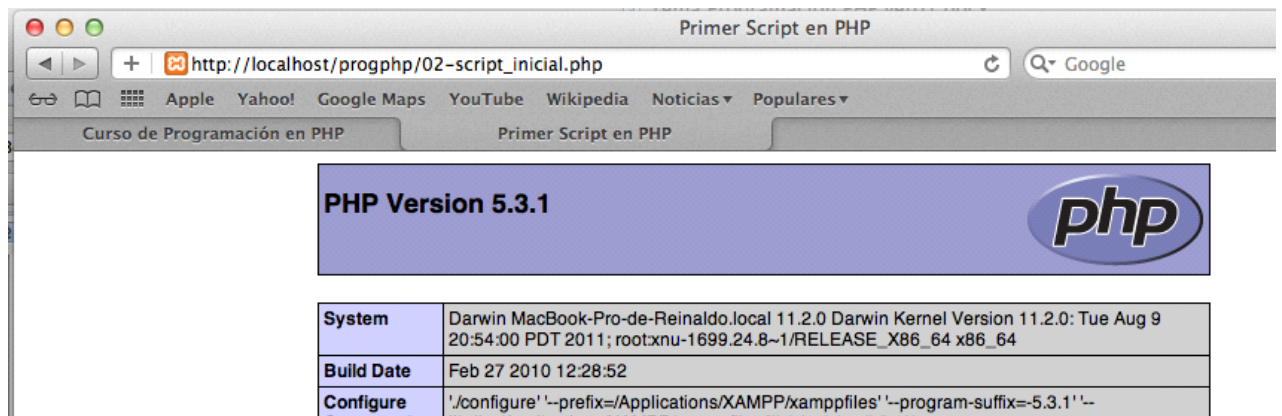 Primer Script en PHP
http://localhost/progphp/02-script_inicial.php
Google
Apple Yahoo! Google Maps YouTube Wikipedia Noticias Populares
Curso de Programación en PHP
Primer Script en PHP
PHP Version 5.3.1
php
System
Darwin MacBook-Pro-de-Reinaldo.local 11.2.0 Darwin Kernel Version 11.2.0: Tue Aug 9
20:54:00 PDT 2011; root:xnu-1699.24.8~1/RELEASE_X86_64 x86_64
Build Date
Feb 27 2010 12:28:52
Configure
'./configure' '--prefix=/Applications/XAMPP/xamppfiles' '--program-suffix=-5.3.1' '--